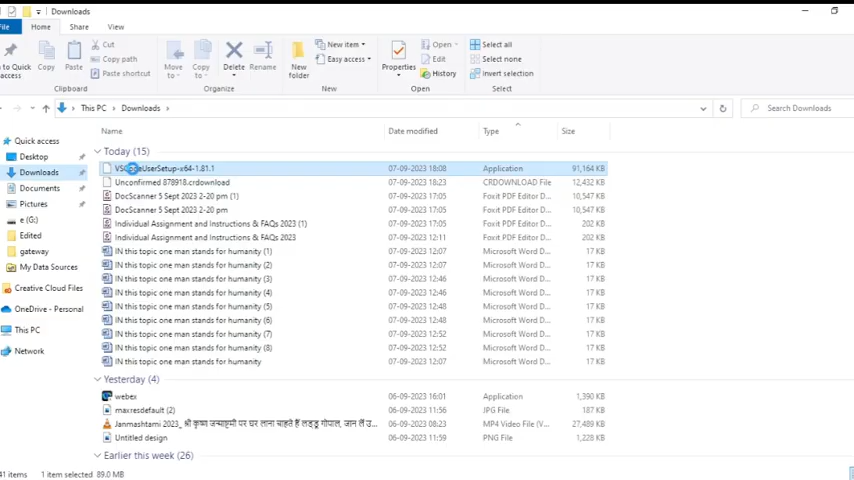 Downloads
File Home Share View
to Quick access
Copy
Paste
Cut
Copy path
Paste shortcut
Clipboard
Move to
Copy to
Delete
Rename
Organize
New folder
New item
Easy access
New
Properties
Open
Edit
History
Open
Select all
Select none
Invert selection
Select
This PC Downloads
Search Downloads
Name Date modified Type Size
Quick access
Desktop
Downloads
Documents
Pictures
e (G:)
Edited
gateway
My Data Sources
Creative Cloud Files
OneDrive - Personal
This PC
Network
Today (15)
VSCodeUserSetup-x64-1.81.1 07-09-2023 18:08 Application 91,164 KB
Unconfirmed 878918.crdownload 07-09-2023 18:23 CRDOWNLOAD File 12,432 KB
DocScanner 5 Sept 2023 2-20 pm (1) 07-09-2023 17:05 Foxit PDF Editor D... 10,547 KB
DocScanner 5 Sept 2023 2-20 pm 07-09-2023 17:05 Foxit PDF Editor D... 10,547 KB
Individual Assignment and Instructions & FAQs 2023 (1) 07-09-2023 17:05 Foxit PDF Editor D... 202 KB
Individual Assignment and Instructions & FAQs 2023 07-09-2023 12:11 Foxit PDF Editor D... 202 KB
IN this topic one man stands for humanity (1) 07-09-2023 12:07 Microsoft Word D... 17 KB
IN this topic one man stands for humanity (2) 07-09-2023 12:07 Microsoft Word D... 17 KB
IN this topic one man stands for humanity (3) 07-09-2023 12:46 Microsoft Word D... 17 KB
IN this topic one man stands for humanity (4) 07-09-2023 12:46 Microsoft Word D... 17 KB
IN this topic one man stands for humanity (5) 07-09-2023 12:48 Microsoft Word D... 17 KB
IN this topic one man stands for humanity (6) 07-09-2023 12:48 Microsoft Word D... 17 KB
IN this topic one man stands for humanity (7) 07-09-2023 12:52 Microsoft Word D... 17 KB
IN this topic one man stands for humanity (8) 07-09-2023 12:52 Microsoft Word D... 17 KB
IN this topic one man stands for humanity 07-09-2023 12:07 Microsoft Word D... 17 KB
Yesterday (4)
webex 06-09-2023 16:01 Application 1,390 KB
maxresdefault (2) 06-09-2023 11:56 JPG File 187 KB
Janmashtami 2023_ श्री कृष्ण जन्माष्टमी पर घर लाना चाहते हैं लड्डू गोपाल, जान लें उ... 06-09-2023 08:23 MP4 Video File (V... 27,489 KB
Untitled design 06-09-2023 11:59 PNG File 1,228 KB
Earlier this week (26)
41 items 1 item selected 89.0 MB